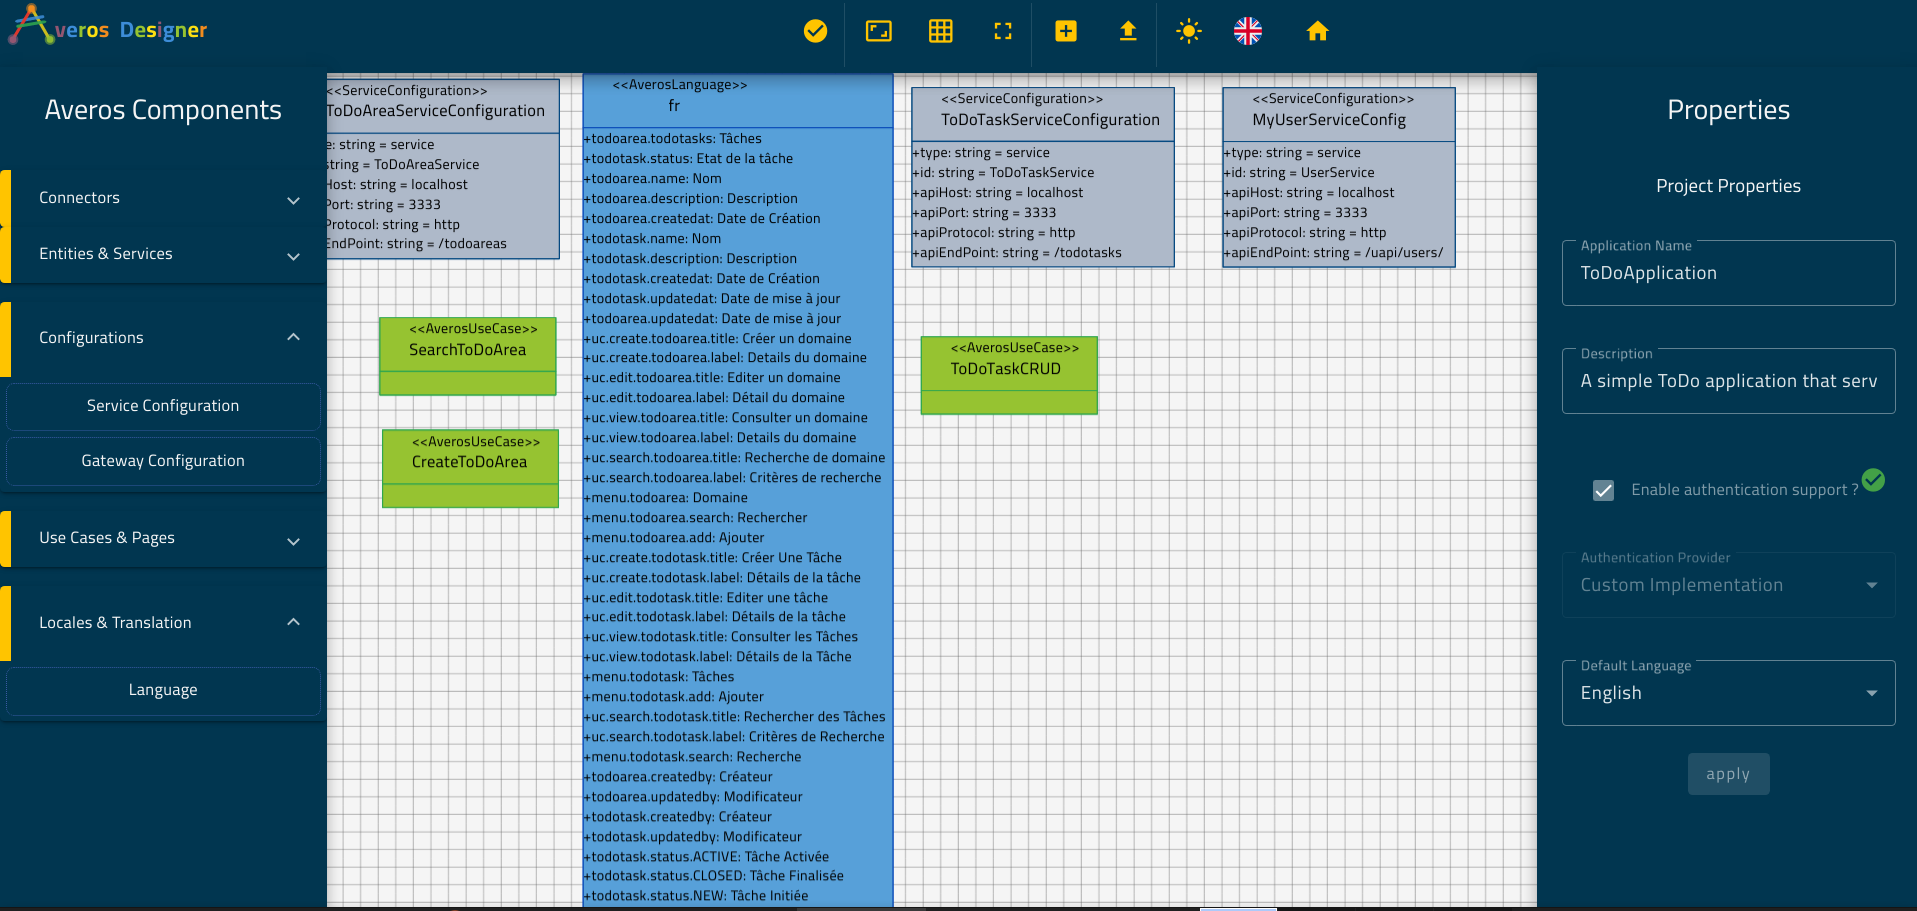 Averos Designer
Averos Components
Connectors
Entities & Services
Configurations
Service Configuration
Gateway Configuration
Use Cases & Pages
Locales & Translation
Language
<<ServiceConfiguration>>
ToDoAreaServiceConfiguration
e: string = service
string = ToDoAreaService
Host: string = localhost
Port: string = 3333
Protocol: string = http
EndPoint: string = /todoareas
<<AverosUseCase>>
SearchToDoArea
<<AverosUseCase>>
CreateToDoArea
<<AverosLanguage>>
fr
+todoarea.todotasks: Tâches
+todotask.status: Etat de la tâche
+todoarea.name: Nom
+todoarea.description: Description
+todoarea.createdat: Date de Création
+todotask.name: Nom
+todotask.description: Description
+todotask.createdat: Date de Création
+todotask.updatedat: Date de mise à jour
+todotask.updatedat: Date de mise à jour
+uc.create.todoarea.title: Créer un domaine
+uc.create.todoarea.label: Details du domaine
+uc.edit.todoarea.title: Editer un domaine
+uc.edit.todoarea.label: Détail du domaine
+uc.view.todoarea.title: Consulter un domaine
+uc.view.todoarea.label: Details du domaine
+uc.search.todoarea.title: Recherche de domaine
+uc.search.todoarea.label: Critères de recherche
+menu.todoarea: Domaine
+menu.todoarea.search: Rechercher
+menu.todoarea.add: Ajouter
+uc.create.todotask.title: Créer Une Tâche
+uc.create.todotask.label: Détails de la tâche
+uc.edit.todotask.title: Editer une tâche
+uc.edit.todotask.label: Détails de la tâche
+uc.view.todotask.title: Consulter les Tâches
+uc.view.todotask.label: Détails de la Tâche
+menu.todotask: Tâches
+menu.todotask.add: Ajouter
+uc.search.todotask.title: Rechercher des Tâches
+uc.search.todotask.label: Critères de Recherche
+menu.todotask.search: Recherche
+todoarea.createdby: Créateur
+todoarea.updatedby: Modificateur
+todotask.createdby: Créateur
+todotask.updatedby: Modificateur
+todotask.status.ACTIVE: Tâche Activée
+todotask.status.CLOSED: Tâche Finalisée
+todotask.status.NEW: Tâche Initiée
<<ServiceConfiguration>>
ToDoTaskServiceConfiguration
+type: string = service
+id: string = ToDoTaskService
+apiHost: string = localhost
+apiPort: string = 3333
+apiProtocol: string = http
+apiEndPoint: string = /todotasks
<<AverosUseCase>>
ToDoTaskCRUD
<<ServiceConfiguration>>
MyUserServiceConfig
+type: string = service
+id: string = UserService
+apiHost: string = localhost
+apiPort: string = 3333
+apiProtocol: string = http
+apiEndPoint: string = /uapi/users/
Properties
Project Properties
Application Name
ToDoApplication
Description
A simple ToDo application that serv
Enable authentication support ?
Authentication Provider
Custom Implementation
Default Language
English
apply